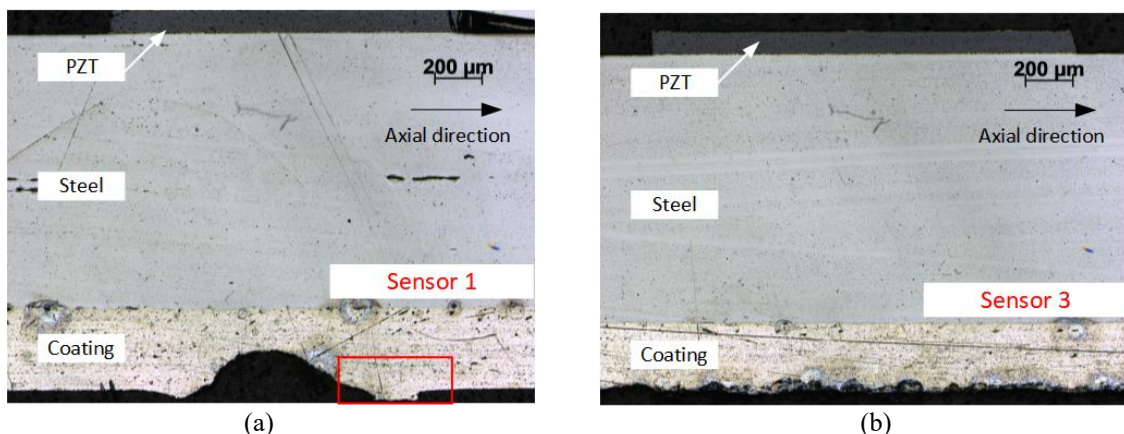 PZT
200 µm
Axial direction
Steel
Sensor 1
Coating
(a)
PZT
200 µm
Axial direction
Steel
Sensor 3
Coating
(b)